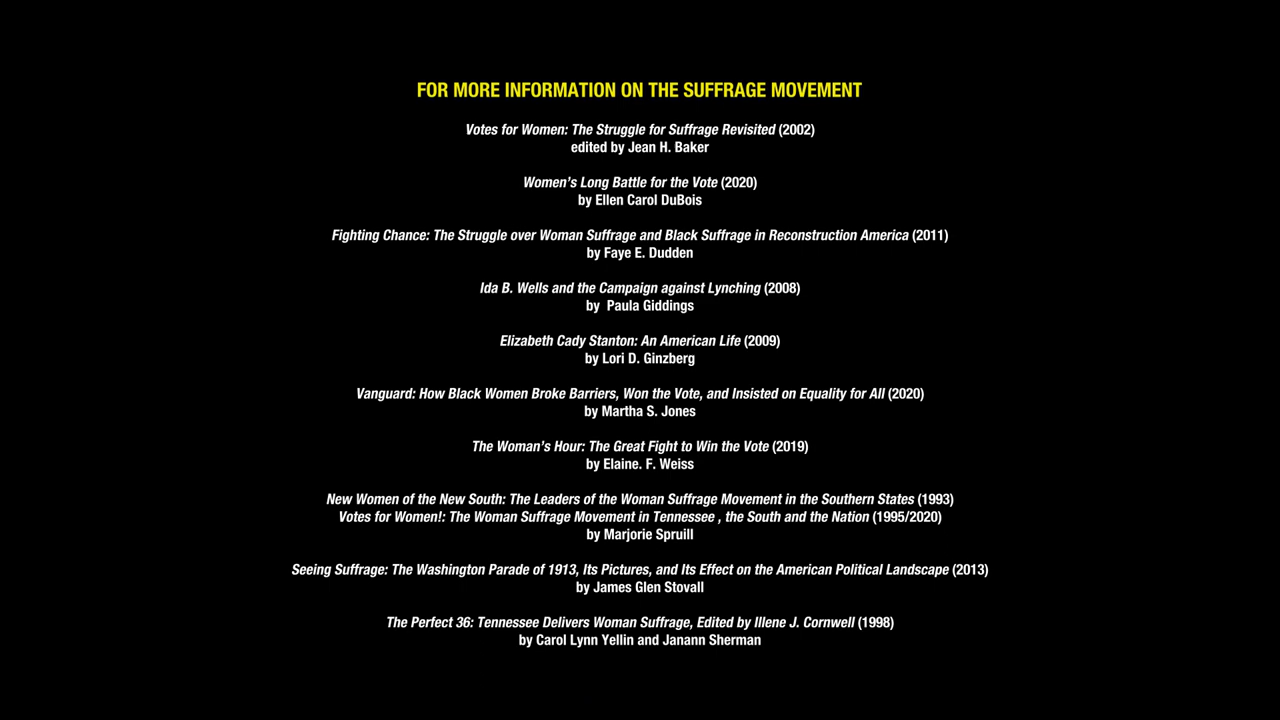 FOR MORE INFORMATION ON THE SUFFRAGE MOVEMENT
Votes for Women: The Struggle for Suffrage Revisited (2002)
edited by Jean H. Baker
Women's Long Battle for the Vote (2020)
by Ellen Carol DuBois
Fighting Chance: The Struggle over Woman Suffrage and Black Suffrage in Reconstruction America (2011)
by Faye E. Dudden
Ida B. Wells and the Campaign against Lynching (2008)
by  Paula Giddings
Elizabeth Cady Stanton: An American Life (2009)
by Lori D. Ginzberg
Vanguard: How Black Women Broke Barriers, Won the Vote, and Insisted on Equality for All (2020)
by Martha S. Jones
The Woman's Hour: The Great Fight to Win the Vote (2019)
by Elaine. F. Weiss
New Women of the New South: The Leaders of the Woman Suffrage Movement in the Southern States (1993)
Votes for Women!: The Woman Suffrage Movement in Tennessee , the South and the Nation (1995/2020)
by Marjorie Spruill
Seeing Suffrage: The Washington Parade of 1913, Its Pictures, and Its Effect on the American Political Landscape (2013)
by James Glen Stovall
The Perfect 36: Tennessee Delivers Woman Suffrage, Edited by Illene J. Cornwell (1998)
by Carol Lynn Yellin and Janann Sherman